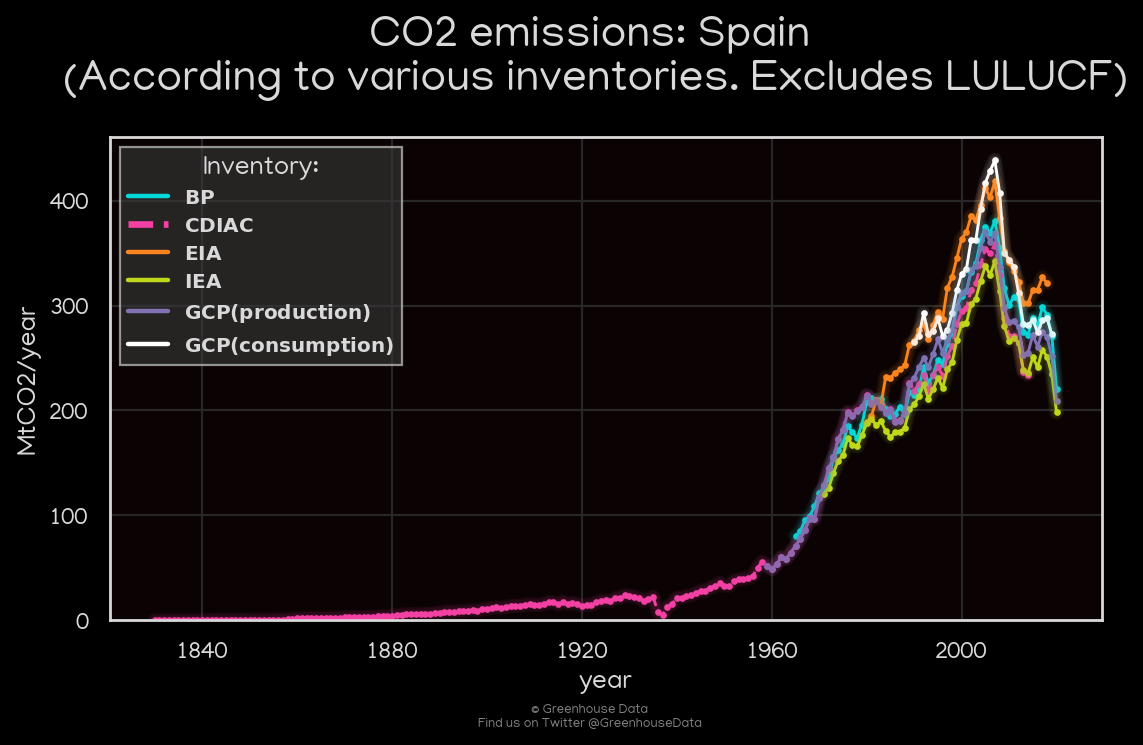 CO2 emissions: Spain
(According to various inventories. Excludes LULUCF)
Inventory:
BP
CDIAC
EIA
IEA
GCP(production)
GCP(consumption)
MtCO2/year
400
300
200
100
0
1840 1880 1920 1960 2000
year
© Greenhouse Data
Find us on Twitter @GreenhouseData